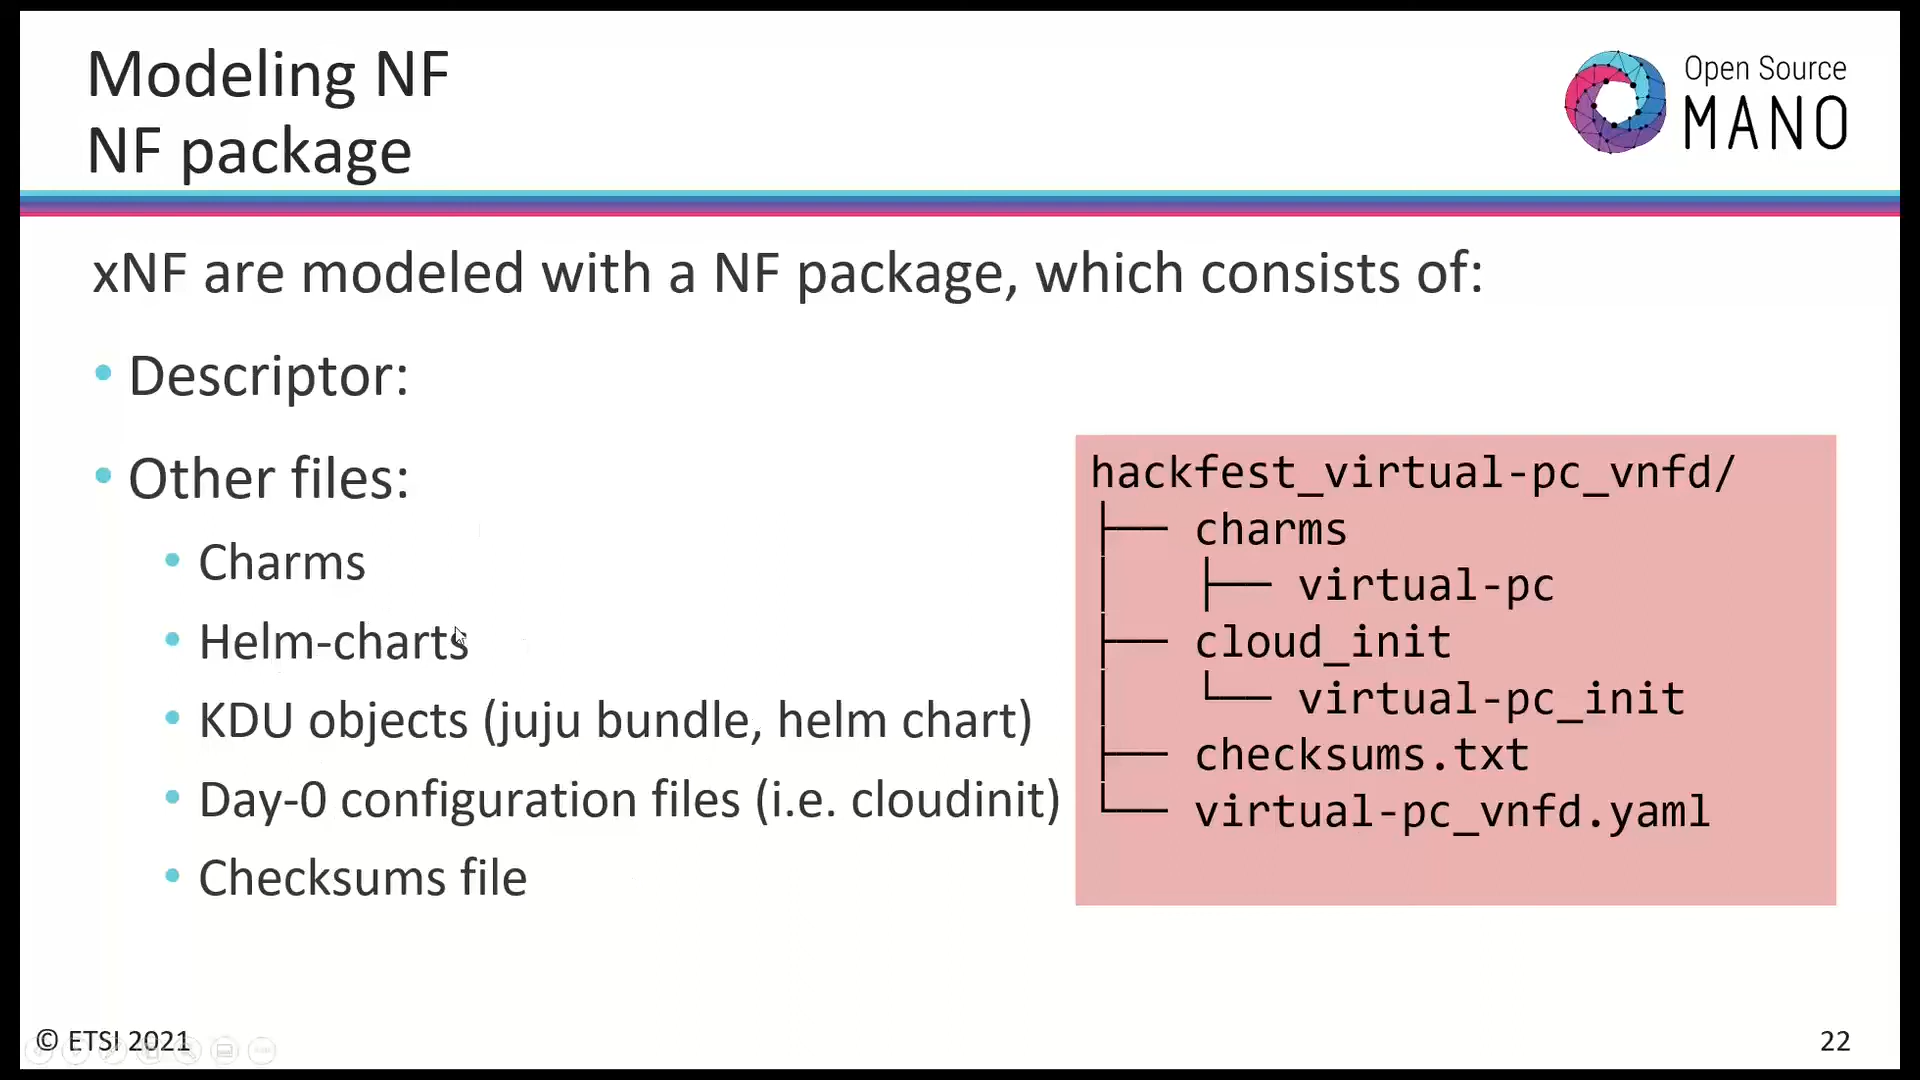 Modeling NF
NF package
Open Source
MANO
xNF are modeled with a NF package, which consists of:
• Descriptor:
• Other files:
• Charms
• Helm-charts
• KDU objects (juju bundle, helm chart)
• Day-0 configuration files (i.e. cloudinit)
• Checksums file
hackfest_virtual-pc_vnfd/
├── charms
│   ├── virtual-pc
├── cloud_init
│   └── virtual-pc_init
├── checksums.txt
└── virtual-pc_vnfd.yaml
© ETSI 2021
22